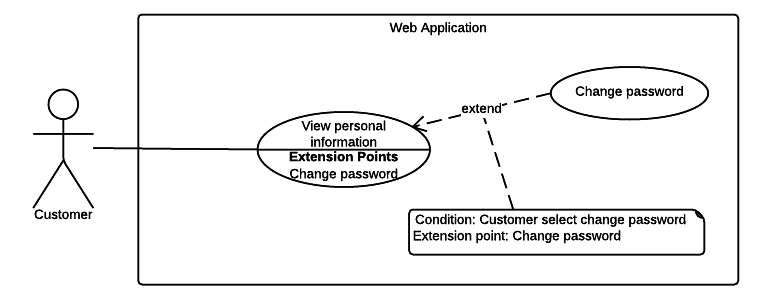 Web Application
Change password
extend
View personal
information
Extension Points
Change password
Customer
Condition: Customer select change password
Extension point: Change password